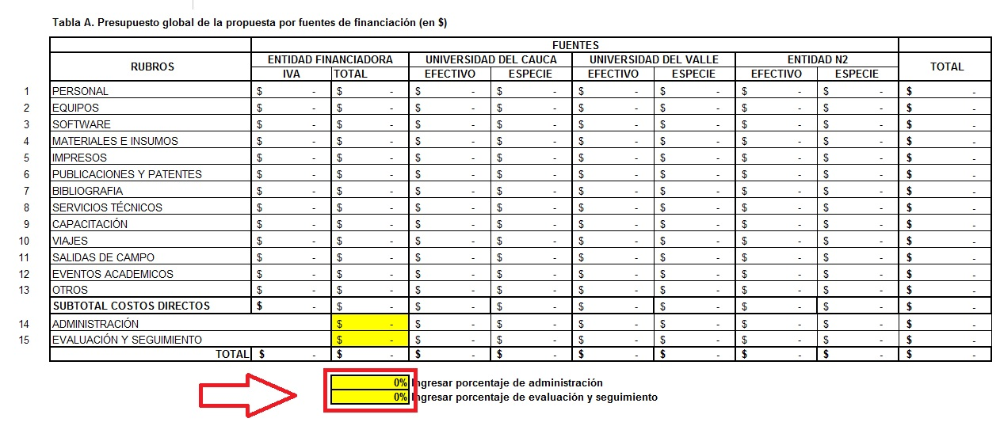 Tabla A. Presupuesto global de la propuesta por fuentes de financiación (en $)
FUENTES
RUBROS ENTIDAD FINANCIADORA UNIVERSIDAD DEL CAUCA UNIVERSIDAD DEL VALLE ENTIDAD N2 TOTAL
IVA TOTAL EFECTIVO ESPECIE EFECTIVO ESPECIE EFECTIVO ESPECIE
1 PERSONAL $ - $ - $ - $ - $ - $ - $ - $ - $ -
2 EQUIPOS $ - $ - $ - $ - $ - $ - $ - $ - $ -
3 SOFTWARE $ - $ - $ - $ - $ - $ - $ - $ - $ -
4 MATERIALES E INSUMOS $ - $ - $ - $ - $ - $ - $ - $ - $ -
5 IMPRESOS $ - $ - $ - $ - $ - $ - $ - $ - $ -
6 PUBLICACIONES Y PATENTES $ - $ - $ - $ - $ - $ - $ - $ - $ -
7 BIBLIOGRAFIA $ - $ - $ - $ - $ - $ - $ - $ - $ -
8 SERVICIOS TÉCNICOS $ - $ - $ - $ - $ - $ - $ - $ - $ -
9 CAPACITACIÓN $ - $ - $ - $ - $ - $ - $ - $ - $ -
10 VIAJES $ - $ - $ - $ - $ - $ - $ - $ - $ -
11 SALIDAS DE CAMPO $ - $ - $ - $ - $ - $ - $ - $ - $ -
12 EVENTOS ACADEMICOS $ - $ - $ - $ - $ - $ - $ - $ - $ -
13 OTROS $ - $ - $ - $ - $ - $ - $ - $ - $ -
SUBTOTAL COSTOS DIRECTOS $ - $ - $ - $ - $ - $ - $ - $ - $ -
14 ADMINISTRACIÓN $ - $ - $ - $ - $ - $ - $ - $ -
15 EVALUACIÓN Y SEGUIMIENTO $ - $ - $ - $ - $ - $ - $ - $ -
TOTAL $ - $ - $ - $ - $ - $ - $ - $ - $ -
0% Ingresar porcentaje de administración
0% Ingresar porcentaje de evaluación y seguimiento